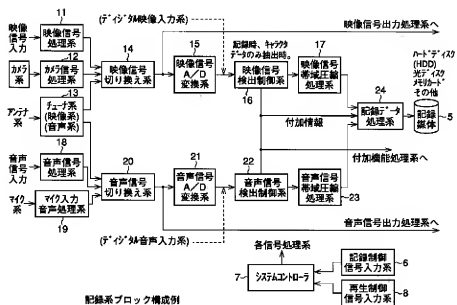 (ディジタル映像入力系)
映像信号出力処理系へ
11
映像
信号
入力
映像信号
処理系
12
カメラ
系
カメラ信号
処理系
13
アンテナ
系
チューナ系
(映像系)
(音声系)
14
映像信号
切り換え系
15
映像信号
A/D
変換系
記録時、キャラクタ
データのみ抽出時。
映像信号
検出制御系
16
17
映像信号
帯域圧縮
処理系
24
記録データ
処理系
ハードディスク
(HDD)
光ディスク
メモリカード
その他
記録
媒体
5
付加情報
付加機能処理系へ
18
音声
信号
入力
音声信号
処理系
マイク
系
マイク入力
音声処理系
19
20
音声信号
切り換え系
21
音声信号
A/D
変換系
22
音声信号
検出制御系
音声信号
帯域圧縮
処理系
23
(ディジタル音声入力系)
音声信号出力処理系へ
各信号処理系
7
システムコントローラ
記録制御
信号入力系
6
再生制御
信号入力系
8
記録系ブロック構成例